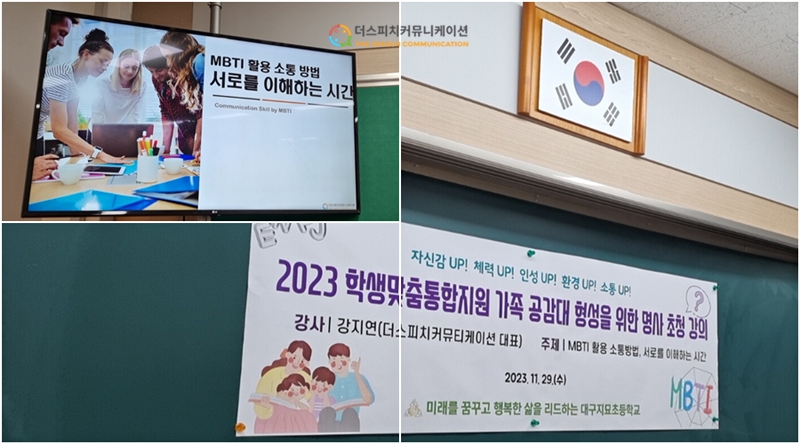 더스피치커뮤니케이션
COMMUNICATION
MBTI 활용 소통 방법
서로를 이해하는 시간
Communication Skill by MBTI
LG
자신감 UP! 체력 UP! 인성 UP! 환경 UP! 소통 UP!
2023 학생맞춤통합지원 가족 공감대 형성을 위한 명사 초청 강의
강사 | 강지연(더스피치커뮤티케이션 대표) 주제 | MBTI 활용 소통방법, 서로를 이해하는 시간
2023. 11. 29.(수)
미래를 꿈꾸고 행복한 삶을 리드하는 대구지묘초등학교
?
MBTI